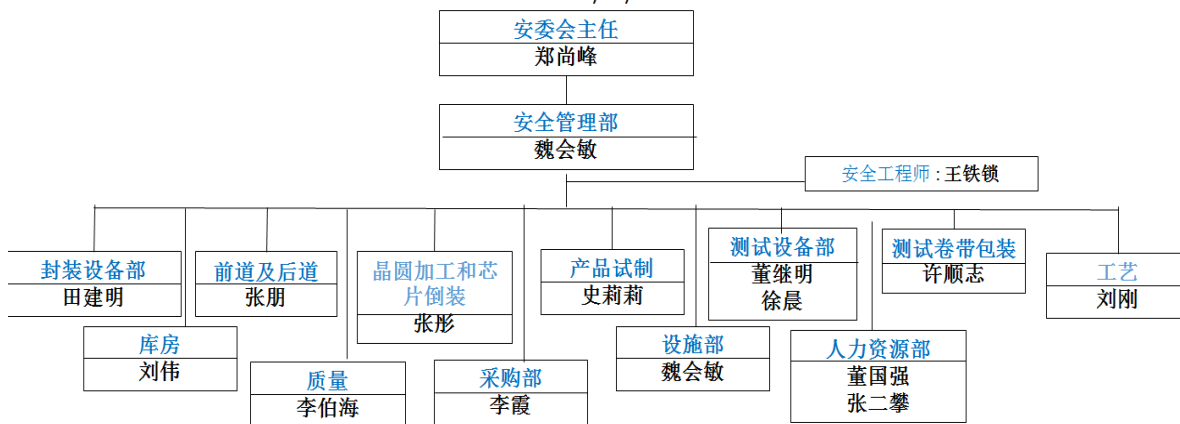 安委会主任
郑尚峰
安全管理部
魏会敏
安全工程师：王铁锁
封装设备部
田建明
库房
刘伟
前道及后道
张朋
质量
李伯海
晶圆加工和芯
片倒装
张彤
采购部
李霞
产品试制
史莉莉
设施部
魏会敏
测试设备部
董继明
徐晨
人力资源部
董国强
张二攀
测试卷带包装
许顺志
工艺
刘刚